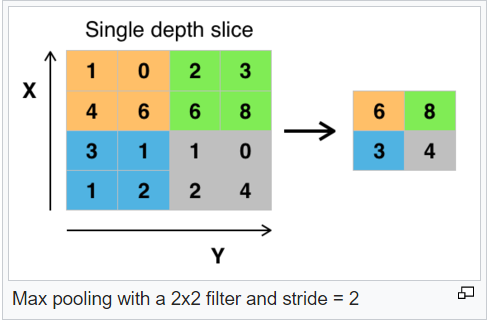 Single depth slice
X
1 0 2 3
4 6 6 8
3 1 1 0
1 2 2 4
6 8
3 4
Y
Max pooling with a 2x2 filter and stride = 2